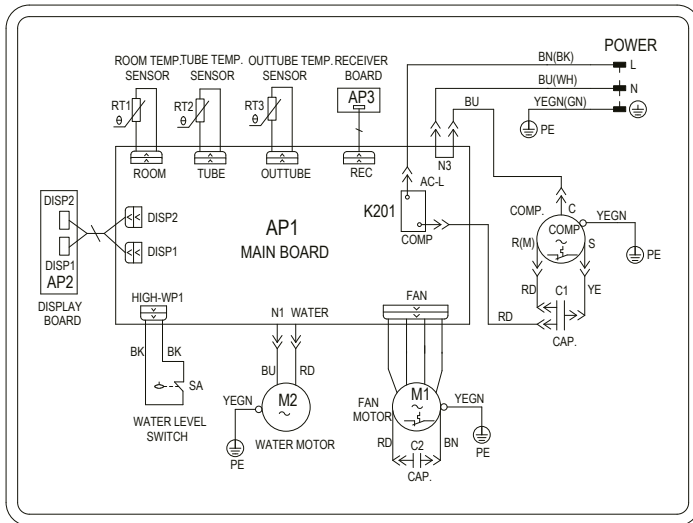 ROOM TEMP. TUBE TEMP. OUTTUBE TEMP. RECEIVER
SENSOR SENSOR SENSOR BOARD
POWER
BN(BK)
L
BU(WH)
N
BU
YEGN(GN)
PE
RT1
θ
RT2
θ
RT3
θ
AP3
ROOM
TUBE
OUTTUBE
REC
N3
AC-L
K201
COMP
AP1
MAIN BOARD
DISP2
DISP1
AP2
DISPLAY
BOARD
DISP2
DISP1
COMP.
C
COMP
YEGN
R(M)
S
PE
RD
C1
YE
RD
CAP.
HIGH-WP1
N1 WATER
FAN
BK
BK
SA
WATER LEVEL
SWITCH
BU
RD
YEGN
M2
PE
WATER MOTOR
FAN
MOTOR
M1
YEGN
RD
C2
BN
PE
CAP.